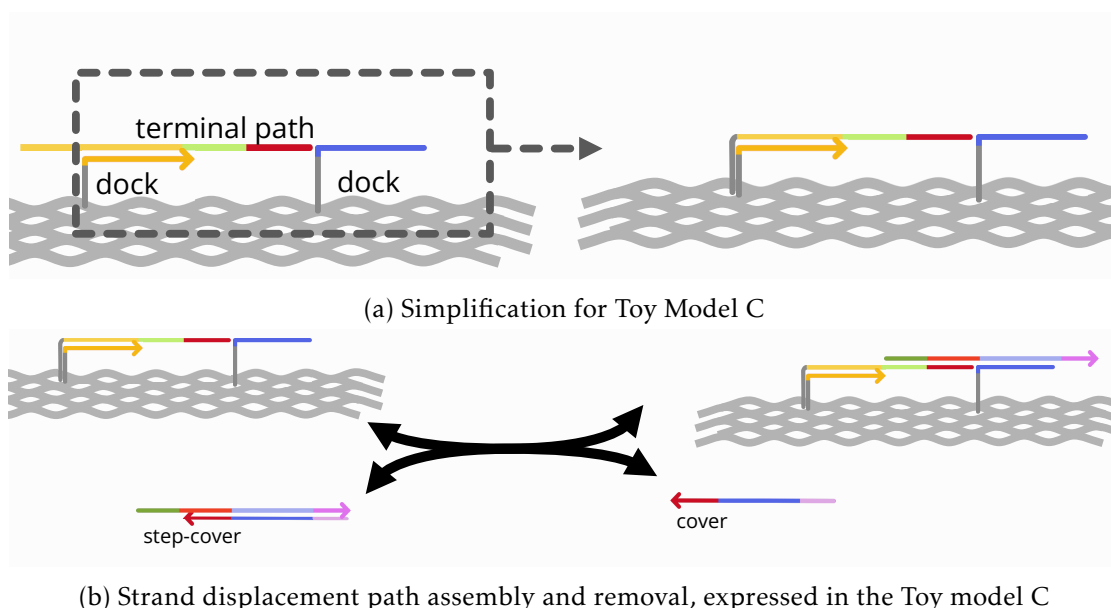 terminal path
dock
dock
(a) Simplification for Toy Model C
step-cover
cover
(b) Strand displacement path assembly and removal, expressed in the Toy model C